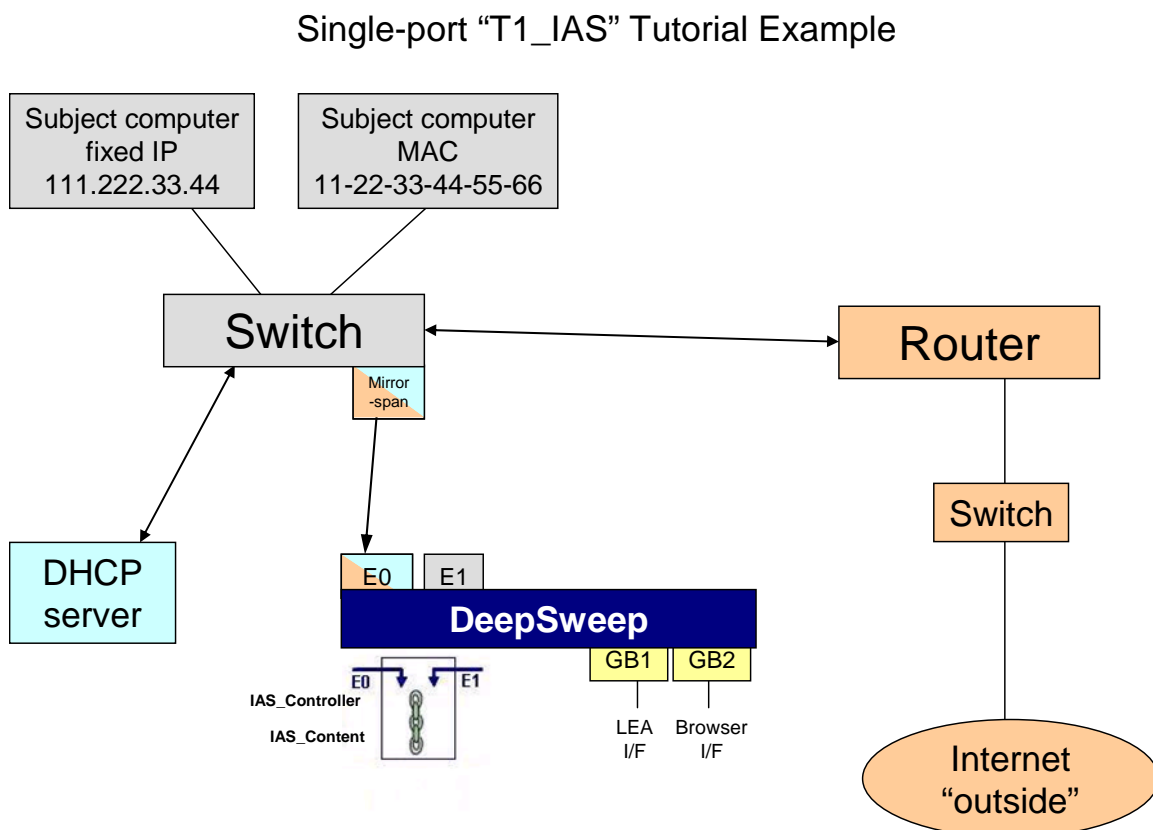 Single-port “T1_IAS” Tutorial Example
Subject computer
fixed IP
111.222.33.44
Subject computer
MAC
11-22-33-44-55-66
Switch
Router
Mirror
-span
Switch
DHCP
server
E0
E1
DeepSweep
GB1
GB2
E0
E1
IAS_Controller
IAS_Content
LEA
I/F
Browser
I/F
Internet
“outside”